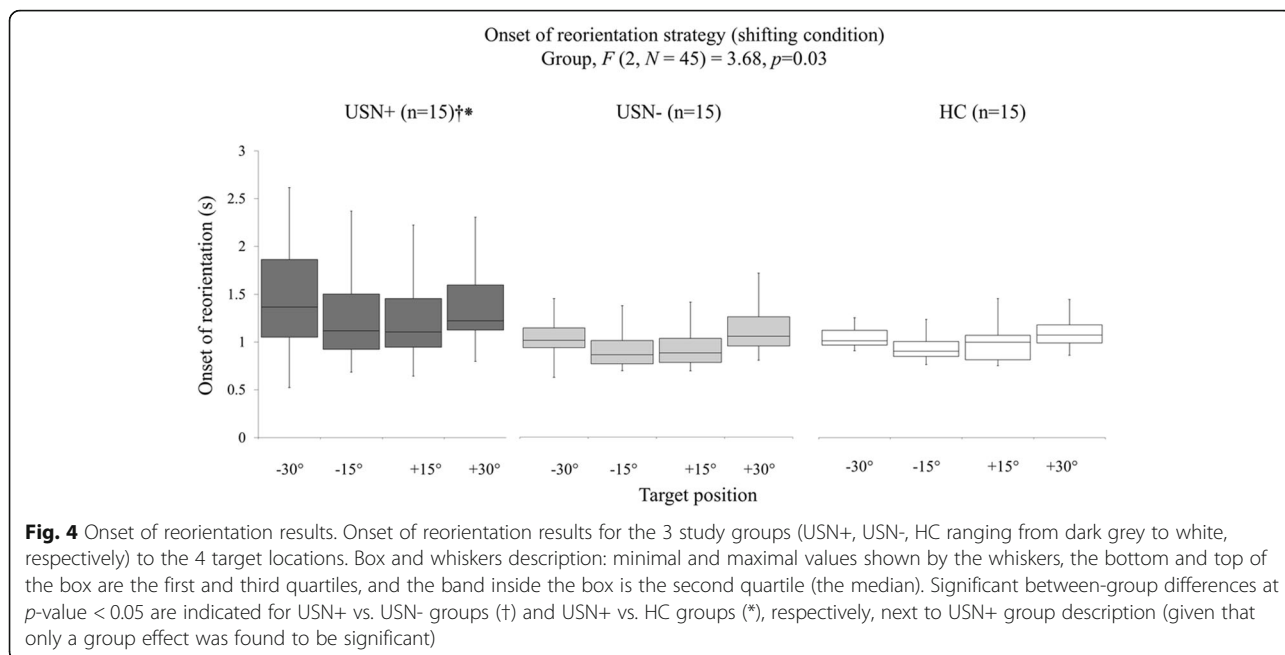 Onset of reorientation strategy (shifting condition)
Group, F (2, N = 45) = 3.68, p=0.03
USN+ (n=15)†*
USN- (n=15)
HC (n=15)
Onset of reorientation (s)
3
2.5
2
1.5
1
0.5
0
-30° -15° +15° +30°
-30° -15° +15° +30°
-30° -15° +15° +30°
Target position
Fig. 4 Onset of reorientation results. Onset of reorientation results for the 3 study groups (USN+, USN-, HC ranging from dark grey to white,
respectively) to the 4 target locations. Box and whiskers description: minimal and maximal values shown by the whiskers, the bottom and top of
the box are the first and third quartiles, and the band inside the box is the second quartile (the median). Significant between-group differences at
p-value < 0.05 are indicated for USN+ vs. USN- groups (†) and USN+ vs. HC groups (*), respectively, next to USN+ group description (given that
only a group effect was found to be significant)